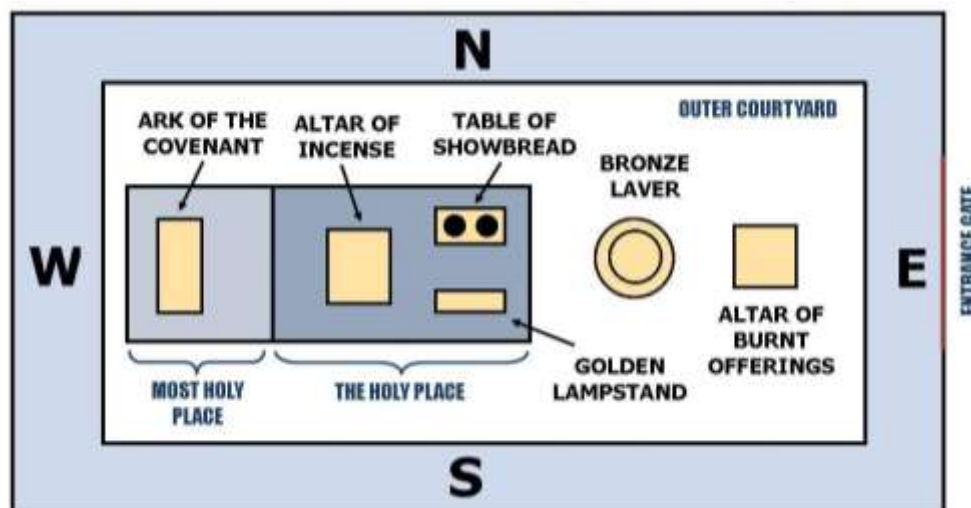 N
OUTER COURTYARD
ARK OF THE
COVENANT
ALTAR OF
INCENSE
TABLE OF
SHOWBREAD
BRONZE
LAVER
W
E
ENTRANCE GATE
ALTAR OF
BURNT
OFFERINGS
GOLDEN
LAMPSTAND
MOST HOLY
PLACE
THE HOLY PLACE
S